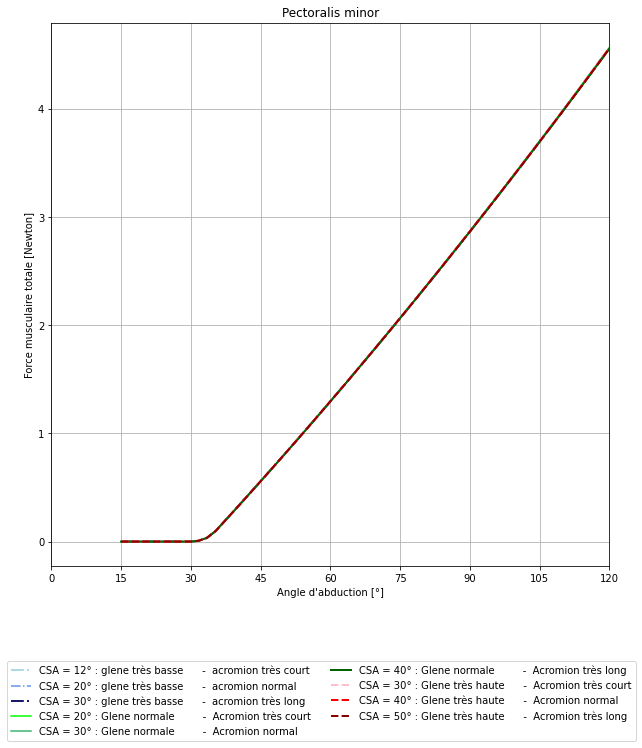 Pectoralis minor
Force musculaire totale [Newton]
4
3
2
1
0
0 15 30 45 60 75 90 105 120
Angle d'abduction [°]
CSA = 12° : glene très basse - acromion très court
CSA = 20° : glene très basse - acromion normal
CSA = 30° : glene très basse - acromion très long
CSA = 20° : Glene normale - Acromion très court
CSA = 30° : Glene normale - Acromion normal
CSA = 40° : Glene normale - Acromion très long
CSA = 30° : Glene très haute - Acromion très court
CSA = 40° : Glene très haute - Acromion normal
CSA = 50° : Glene très haute - Acromion très long